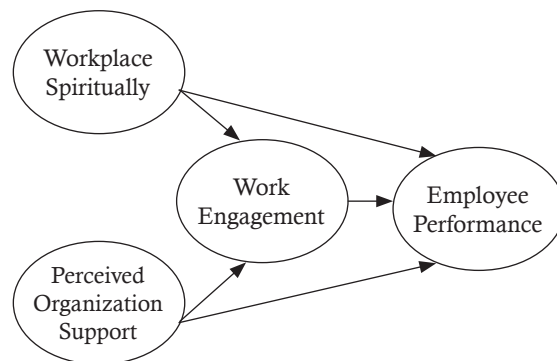 Workplace
Spiritually
Work
Engagement
Employee
Performance
Perceived
Organization
Support